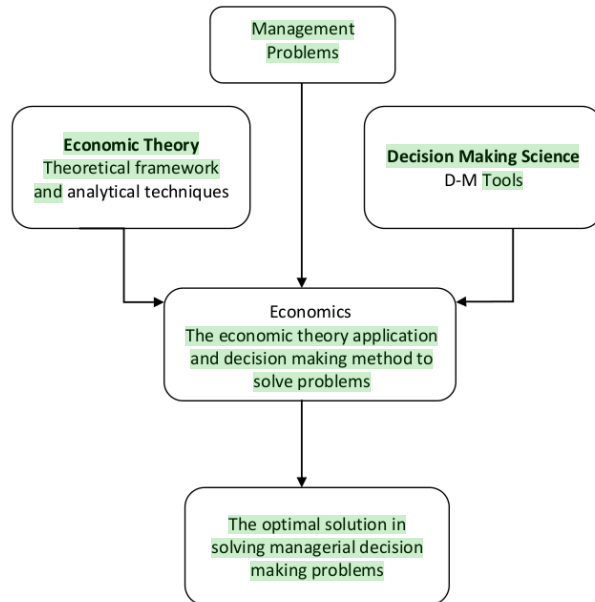 Management
Problems
Economic Theory
Theoretical framework
and analytical techniques
Decision Making Science
D-M Tools
Economics
The economic theory application
and decision making method to
solve problems
The optimal solution in
solving managerial decision
making problems